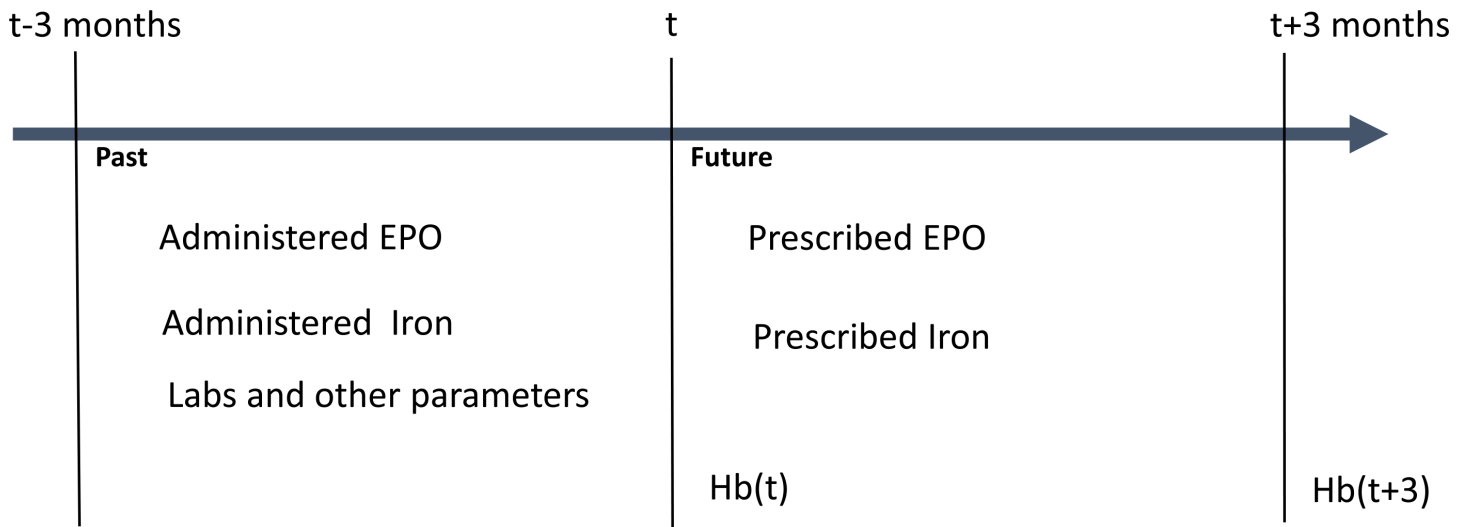 t-3 months t t+3 months
Past Future
Administered EPO Prescribed EPO
Administered Iron Prescribed Iron
Labs and other parameters
Hb(t) Hb(t+3)